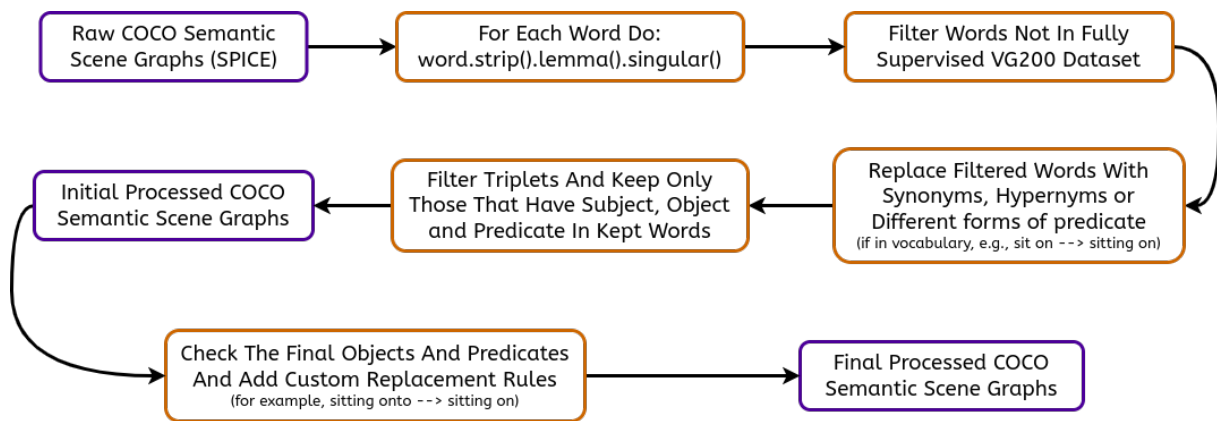 Raw COCO Semantic
Scene Graphs (SPICE)
For Each Word Do:
word.strip().lemma().singular()
Filter Words Not In Fully
Supervised VG200 Dataset
Replace Filtered Words With
Synonyms, Hypernyms or
Different forms of predicate
(if in vocabulary, e.g., sit on --> sitting on)
Filter Triplets And Keep Only
Those That Have Subject, Object
and Predicate In Kept Words
Initial Processed COCO
Semantic Scene Graphs
Check The Final Objects And Predicates
And Add Custom Replacement Rules
(for example, sitting onto --> sitting on)
Final Processed COCO
Semantic Scene Graphs